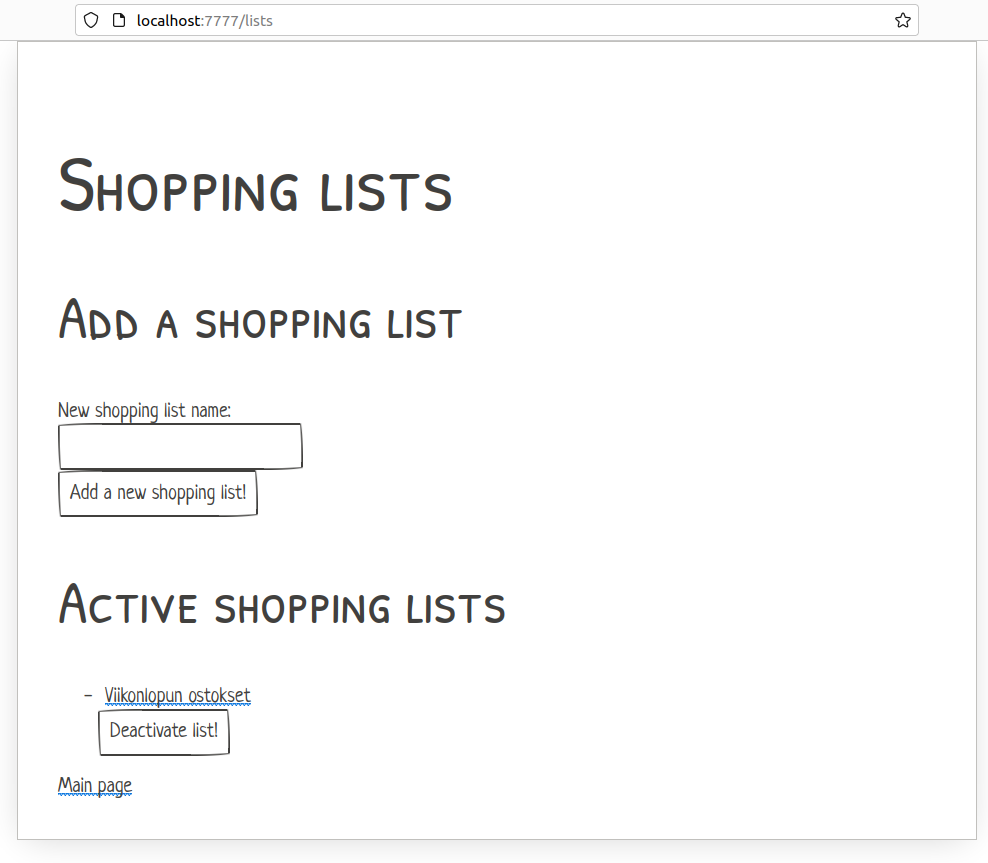 localhost:7777/lists
Shopping lists
Add a shopping list
New shopping list name:
Add a new shopping list!
Active shopping lists
- Viikonlopun ostokset
Deactivate list!
Main page